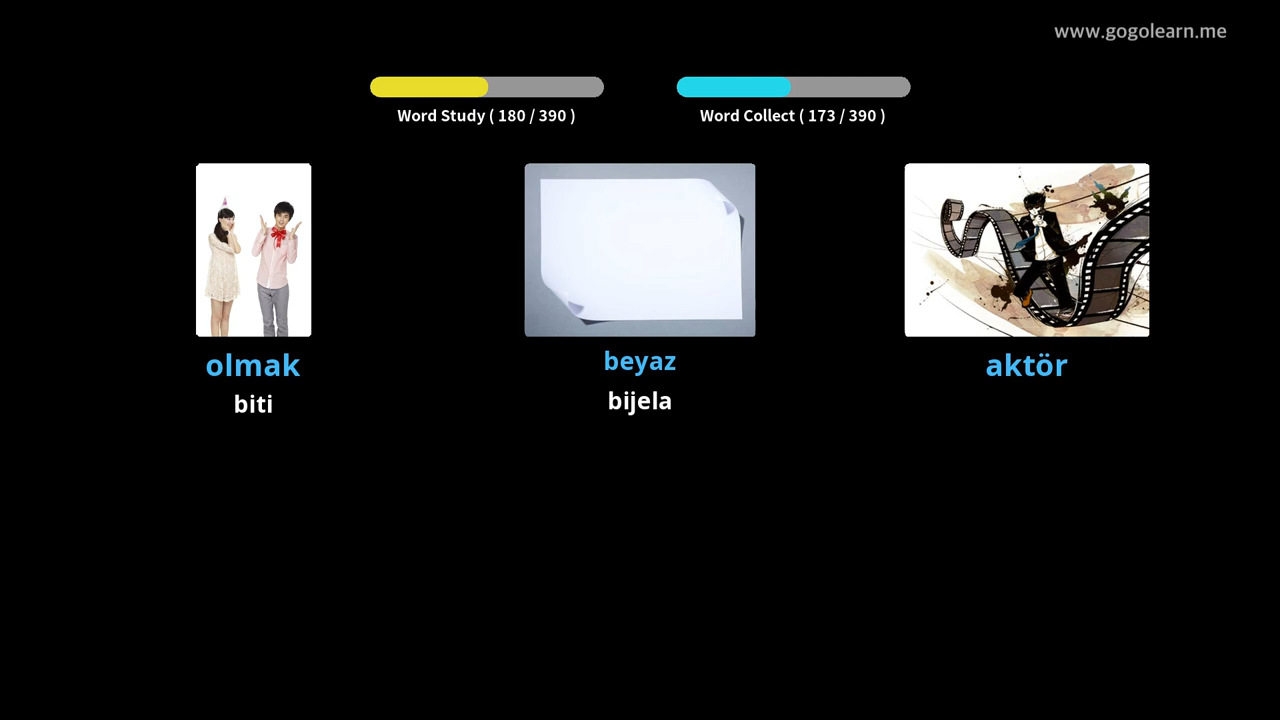 www.gogolearn.me
Word Study ( 180 / 390 )
Word Collect ( 173 / 390 )
olmak
beyaz
aktör
biti
bijela